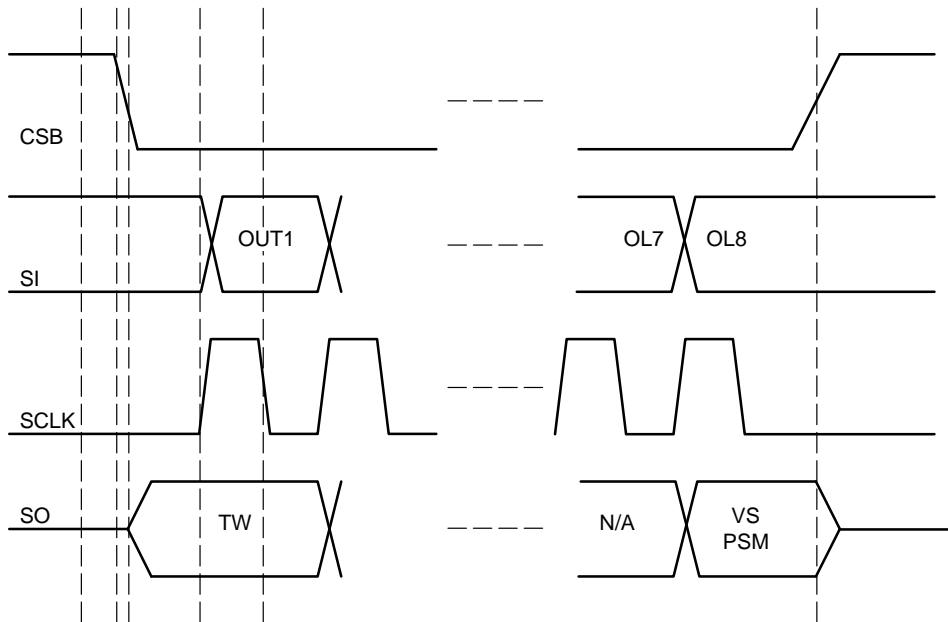 CSB
SI
OUT1
OL7
OL8
SCLK
SO
TW
N/A
VS
PSM